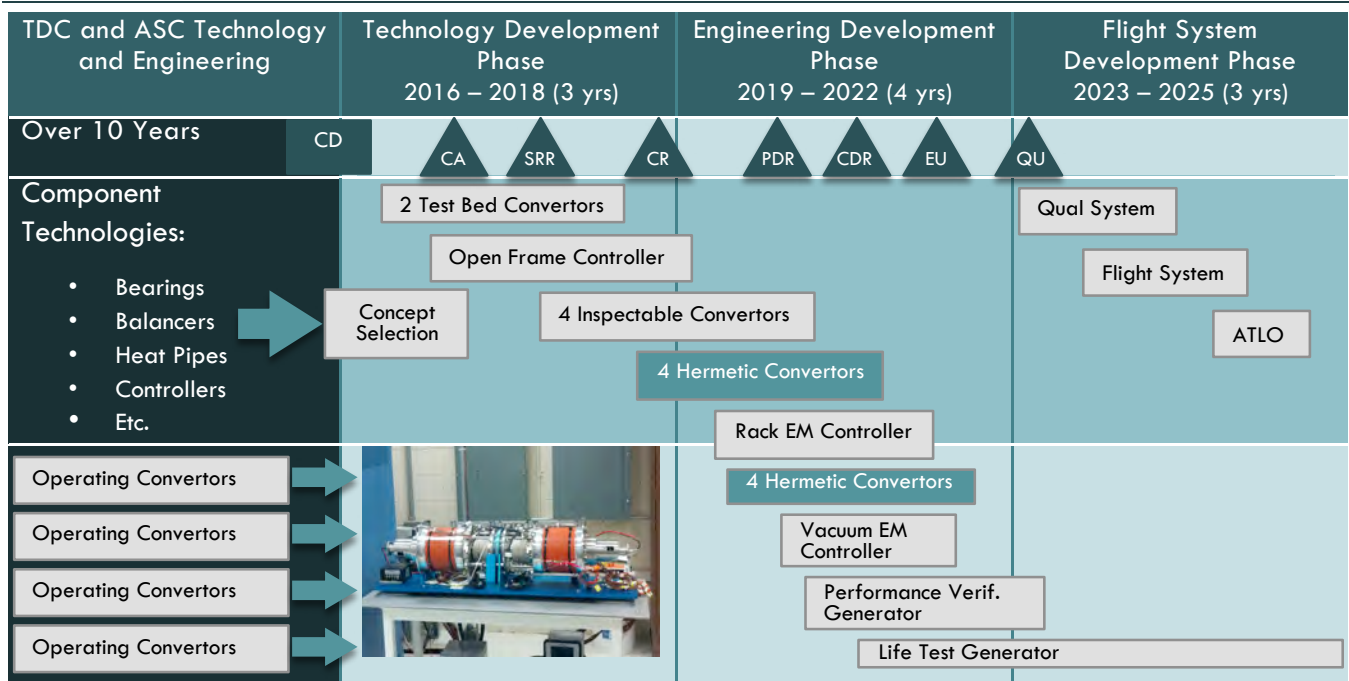 TDC and ASC Technology
and Engineering
Technology Development
Phase
2016 – 2018 (3 yrs)
Engineering Development
Phase
2019 – 2022 (4 yrs)
Flight System
Development Phase
2023 – 2025 (3 yrs)
Over 10 Years
CD
CA
SRR
CR
PDR
CDR
EU
QU
Component
Technologies:
• Bearings
• Balancers
• Heat Pipes
• Controllers
• Etc.
2 Test Bed Convertors
Qual System
Open Frame Controller
Flight System
Concept
Selection
4 Inspectable Convertors
ATLO
4 Hermetic Convertors
Rack EM Controller
Operating Convertors
4 Hermetic Convertors
Operating Convertors
Vacuum EM
Controller
Operating Convertors
Performance Verif.
Generator
Operating Convertors
Life Test Generator